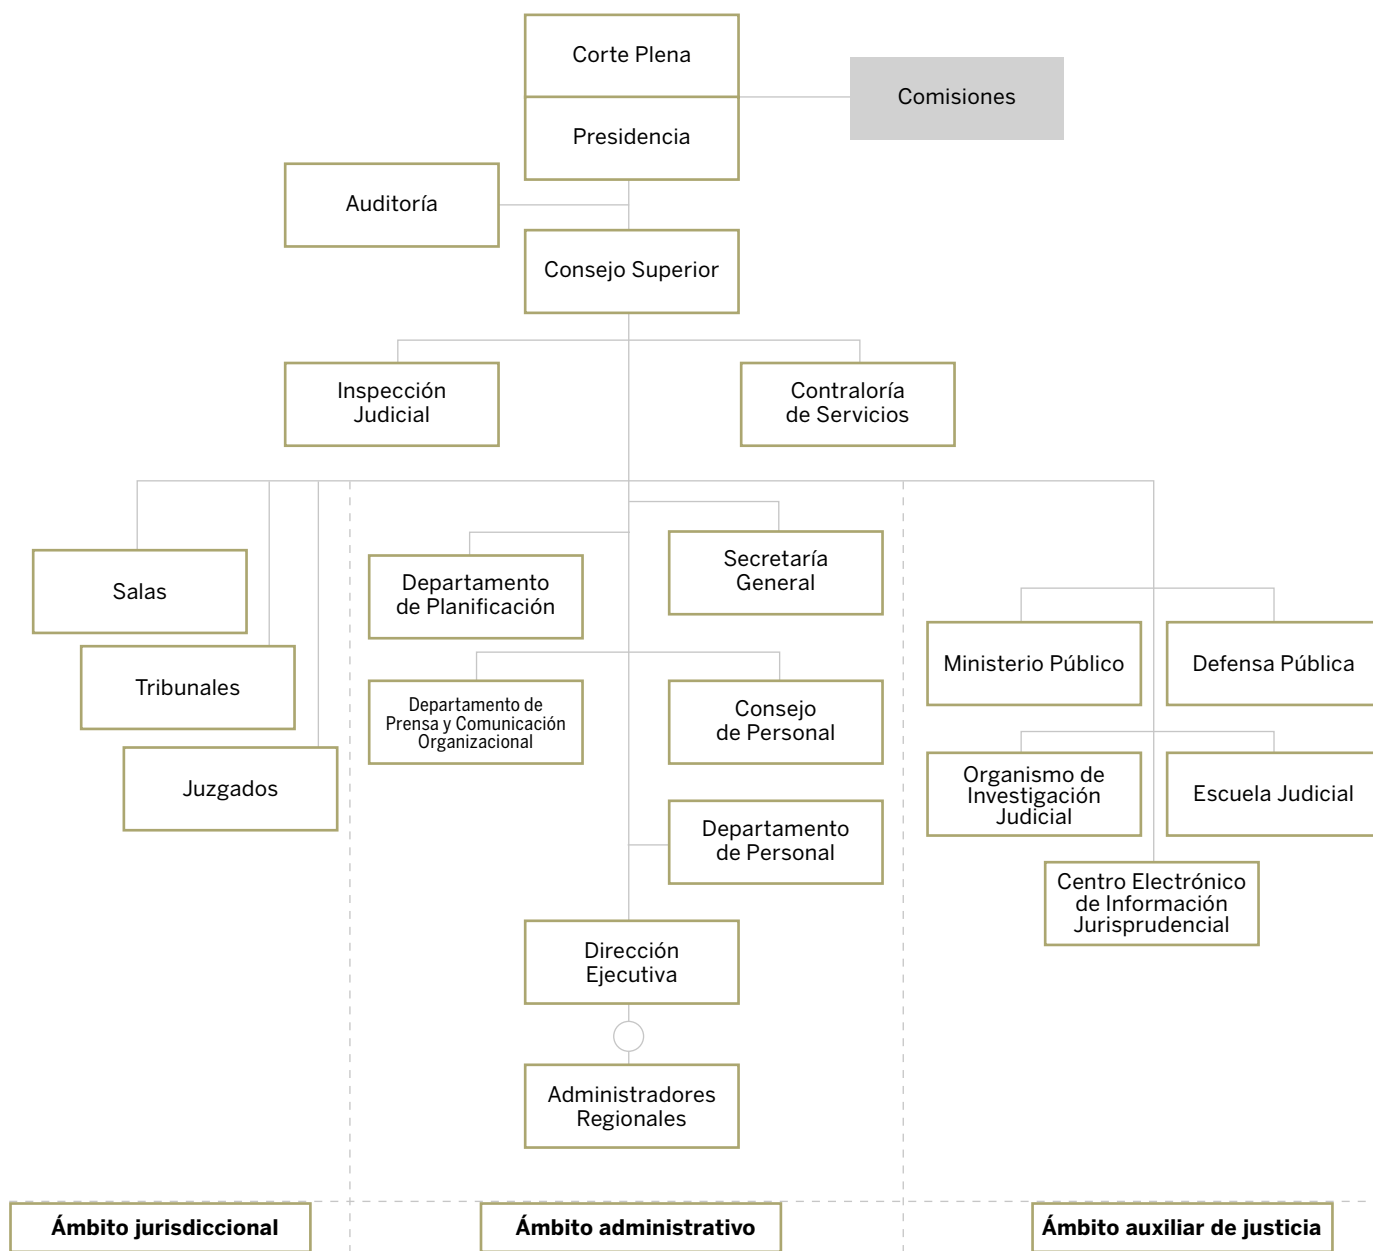 Corte Plena
Comisiones
Presidencia
Auditoría
Consejo Superior
Inspección
Judicial
Contraloría
de Servicios
Salas
Tribunales
Juzgados
Departamento
de Planificación
Secretaría
General
Departamento de
Prensa y Comunicación
Organizacional
Consejo
de Personal
Departamento
de Personal
Dirección
Ejecutiva
Administradores
Regionales
Ministerio Público
Defensa Pública
Organismo de
Investigación
Judicial
Escuela Judicial
Centro Electrónico
de Información
Jurisprudencial
Ámbito jurisdiccional
Ámbito administrativo
Ámbito auxiliar de justicia